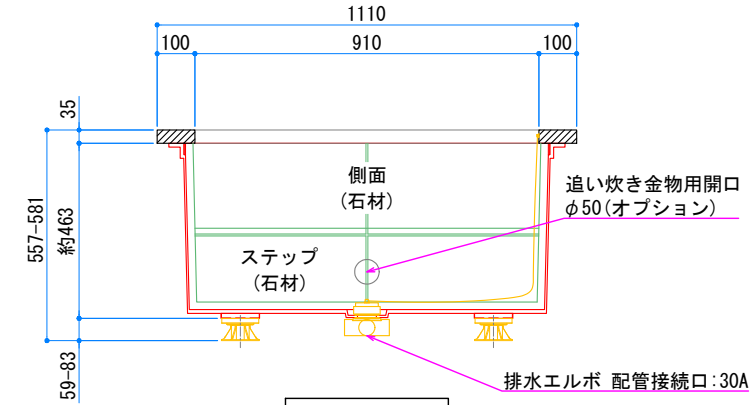 1110
100
910
100
35
557-581
約463
59-83
側面
(石材)
ステップ
(石材)
追い炊き金物用開口
φ50(オプション)
排水エルボ 配管接続口:30A